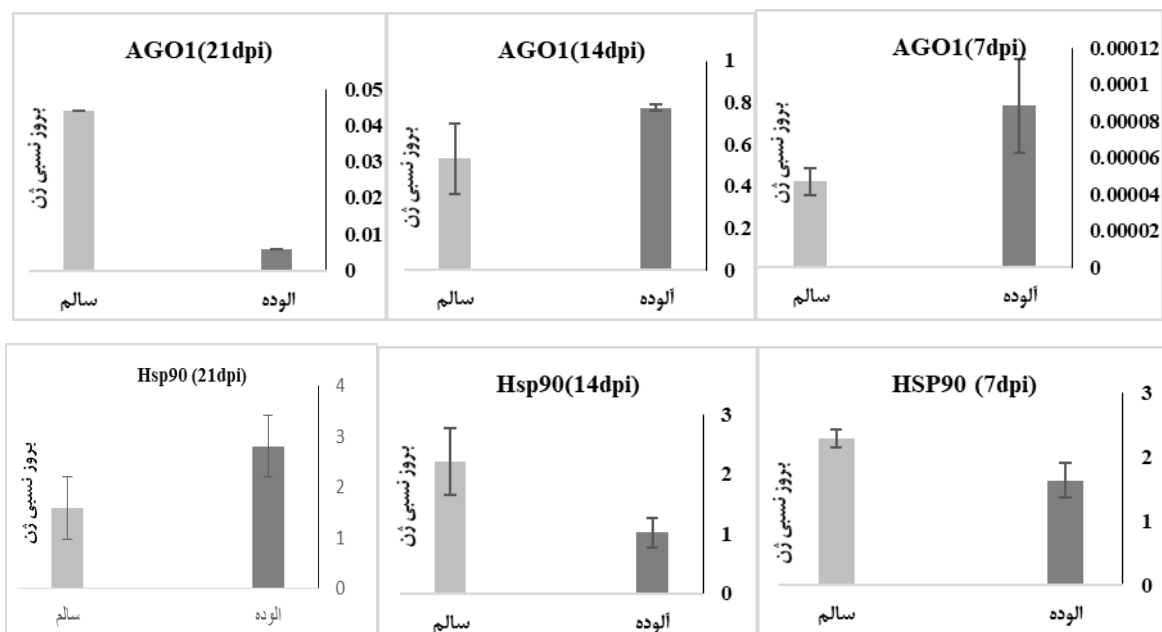 AGO1(21dpi)
بروز نسبی ژن
0.05
0.04
0.03
0.02
0.01
0
سالم
الوده
AGO1(14dpi)
بروز نسبی ژن
1
0.8
0.6
0.4
0.2
0
سالم
آلوده
AGO1(7dpi)
بروز نسبی ژن
0.00012
0.0001
0.00008
0.00006
0.00004
0.00002
0
سالم
آلوده
Hsp90 (21dpi)
بروز نسبی ژن
4
3
2
1
0
سالم
الوده
Hsp90(14dpi)
بروز نسبی ژن
3
2
1
0
سالم
آلوده
HSP90 (7dpi)
بروز نسبی ژن
3
2
1
0
سالم
الوده